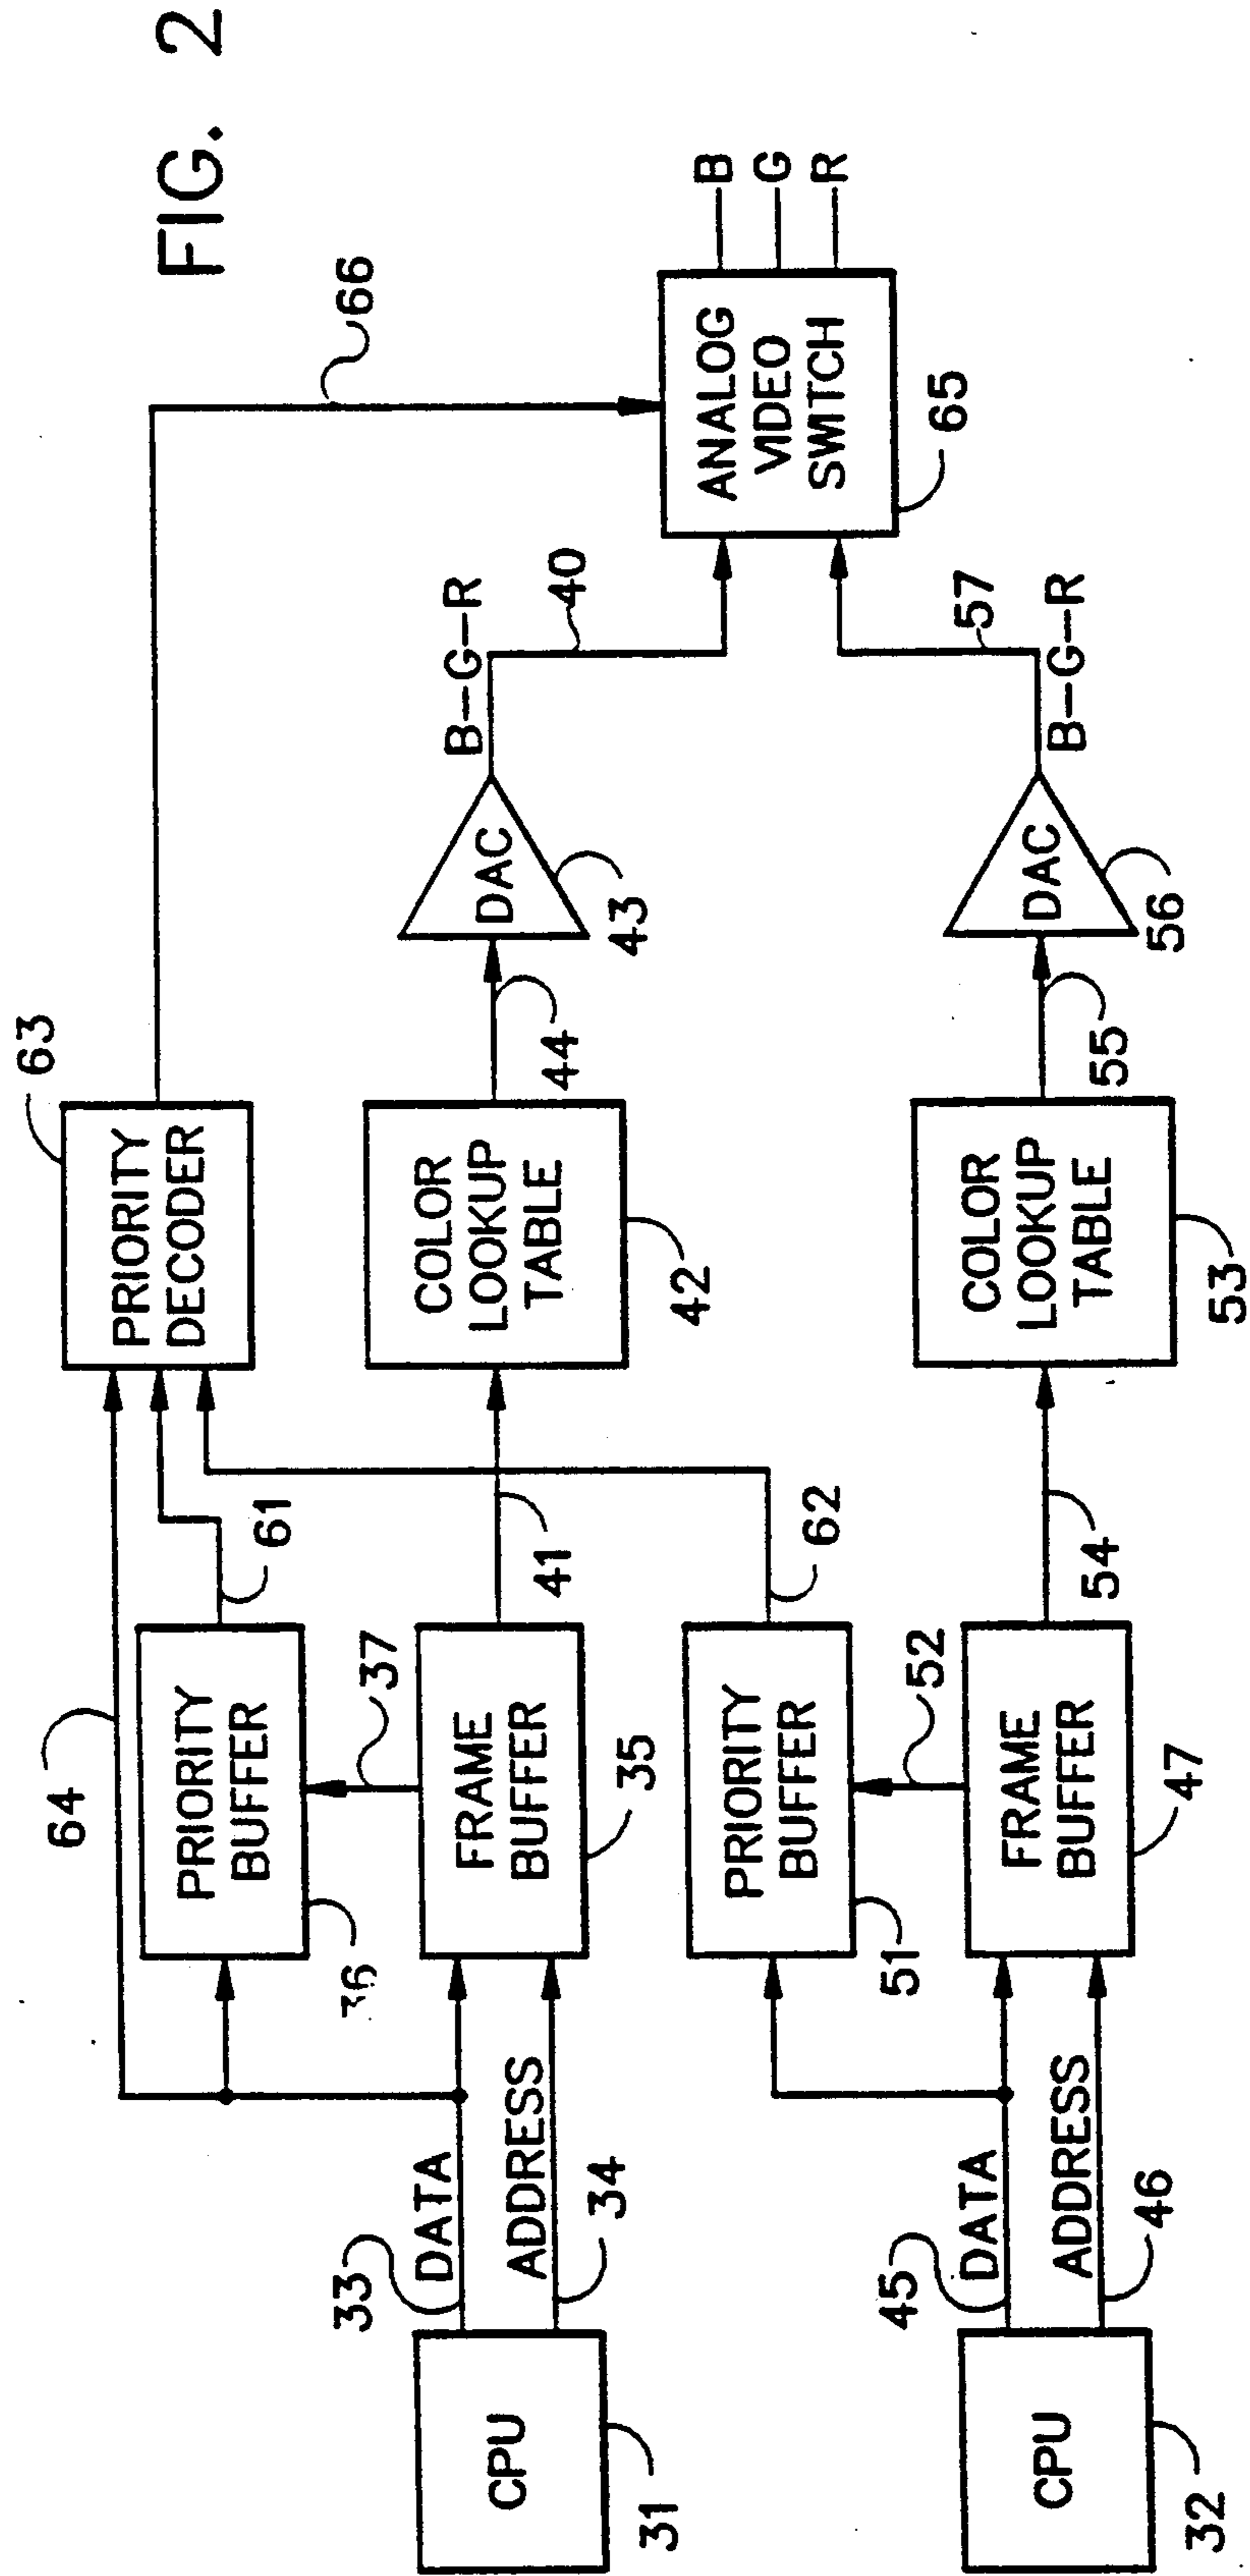 FIG. 2
63
66
64
PRIORITY
DECODER
61
PRIORITY
BUFFER
36
37
B—G—R
40
33
DATA
ADDRESS
34
CPU
31
FRAME
BUFFER
35
41
COLOR
LOOKUP
TABLE
42
44
DAC
43
ANALOG
VIDEO
SWITCH
65
B
G
R
62
PRIORITY
BUFFER
51
52
57
B—G—R
45
DATA
ADDRESS
46
CPU
32
FRAME
BUFFER
47
54
COLOR
LOOKUP
TABLE
53
55
DAC
56